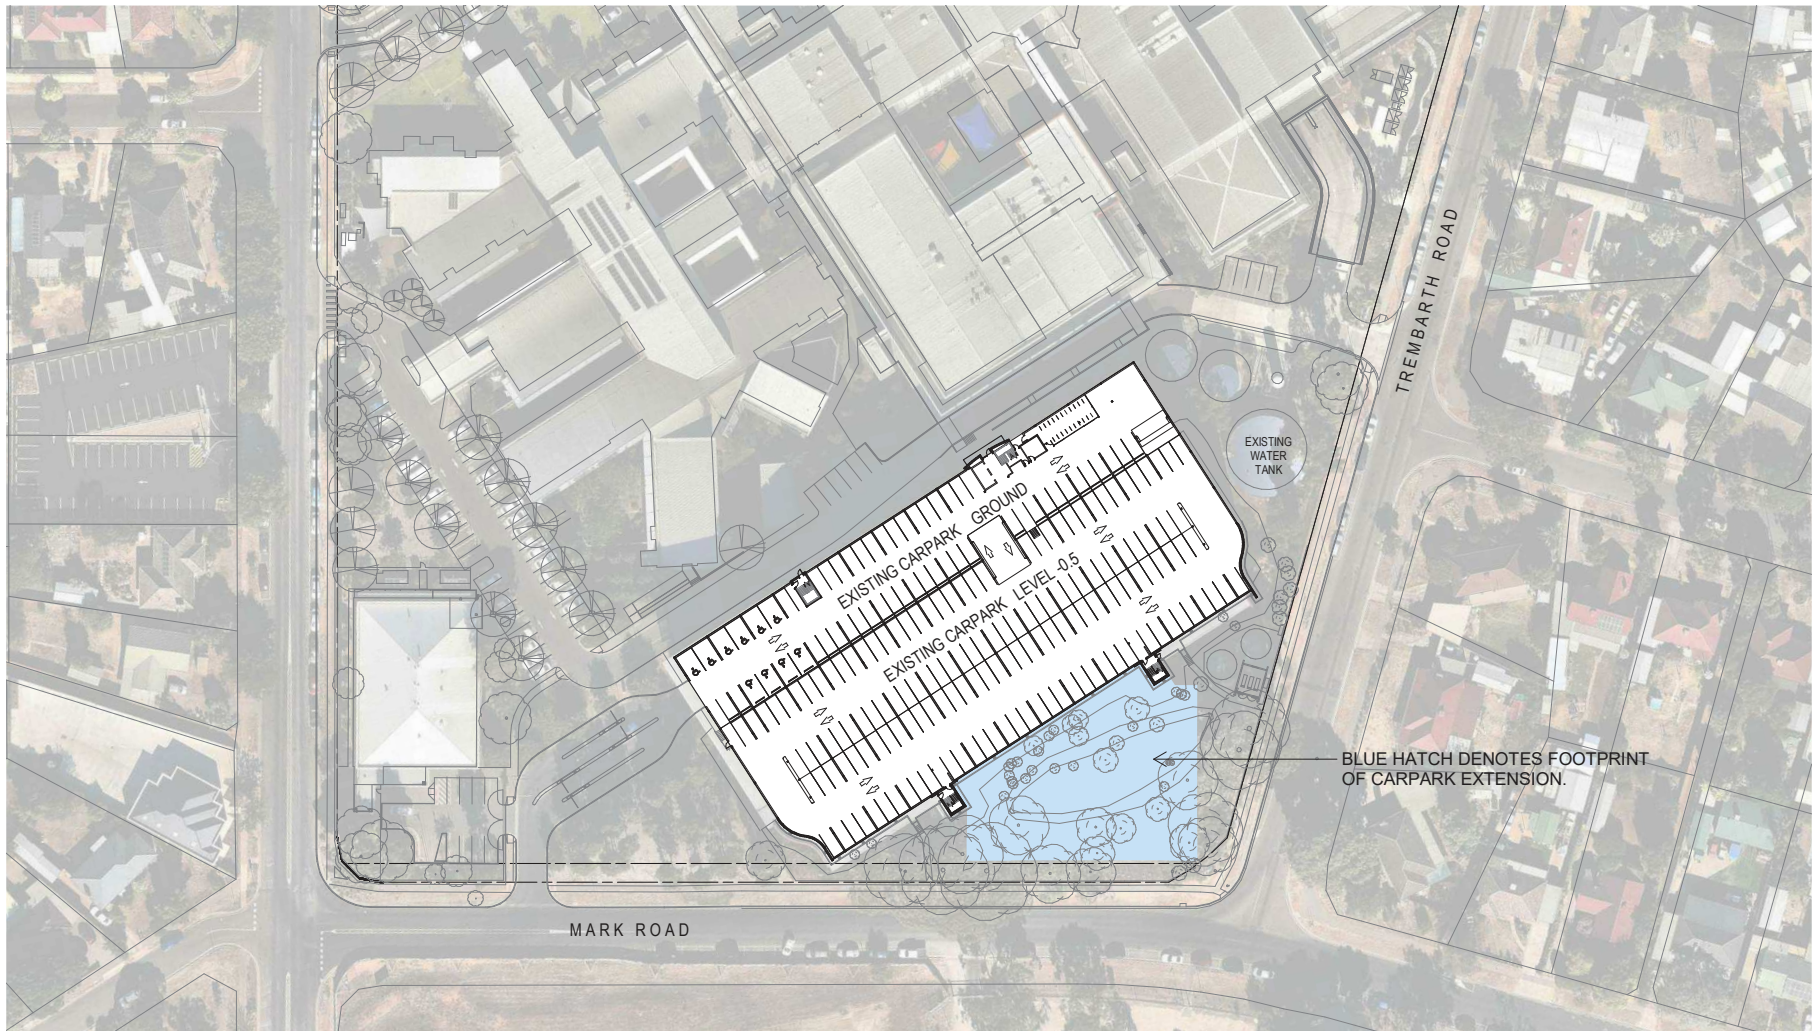 TREMBARTH ROAD
EXISTING
WATER
TANK
EXISTING CARPARK GROUND
EXISTING CARPARK LEVEL -0.5
BLUE HATCH DENOTES FOOTPRINT
OF CARPARK EXTENSION.
MARK ROAD